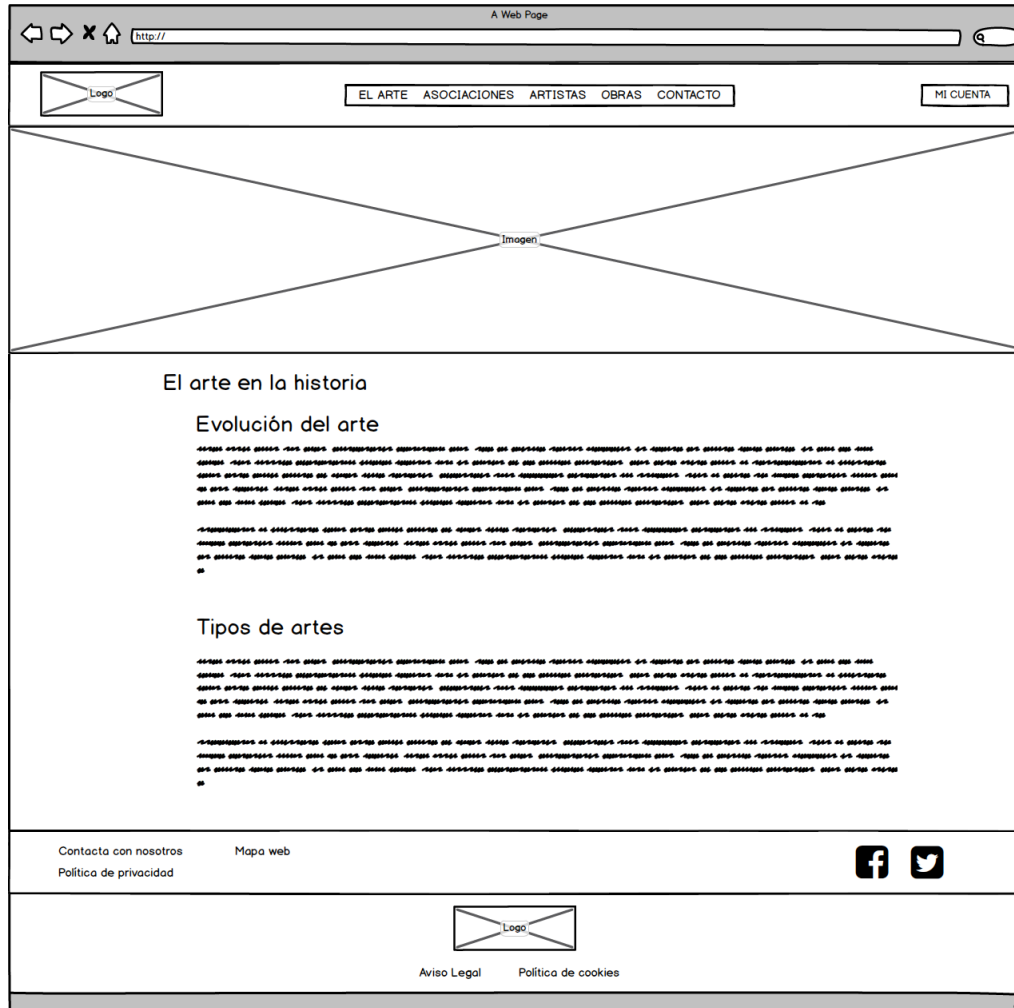 A Web Page
http://
Logo
EL ARTE ASOCIACIONES ARTISTAS OBRAS CONTACTO
MI CUENTA
Imagen
El arte en la historia
Evolución del arte
Tipos de artes
Contacta con nosotros
Mapa web
Política de privacidad
Logo
Aviso Legal
Política de cookies